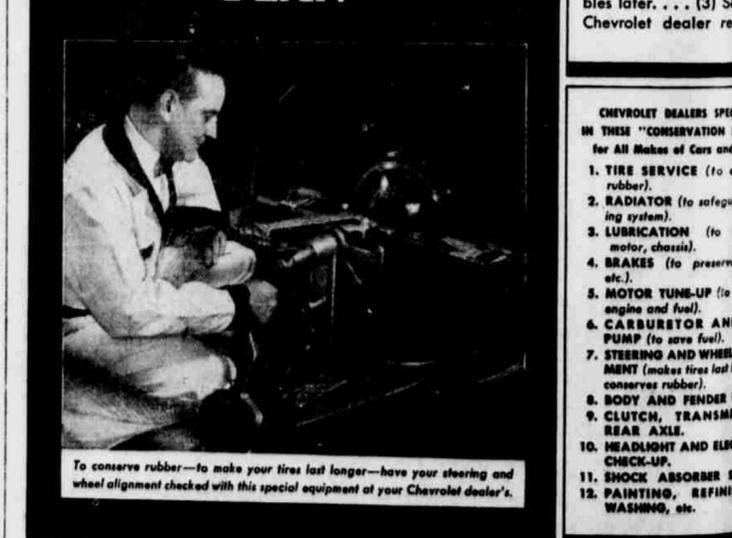 bles later. . . . (3) S
Chevrolet dealer re
To conserve rubber—to make your tires last longer—have your steering and
wheel alignment checked with this special equipment at your Chevrolet dealer's.
CHEVROLET DEALERS SPE
IN THESE "CONSERVATION
for All Makes of Cars and
1. TIRE SERVICE (to
rubber).
2. RADIATOR (to safegu
ing system).
3. LUBRICATION (to
motor, chassis).
4. BRAKES (to preserv
etc.).
5. MOTOR TUNE-UP (to
engine and fuel).
6. CARBURETOR AN
PUMP (to save fuel).
7. STEERING AND WHEEL
MENT (makes tires last
conserves rubber).
8. BODY AND FENDER
9. CLUTCH, TRANSM
REAR AXLE.
10. HEADLIGHT AND ELE
CHECK-UP.
11. SHOCK ABSORBER S
12. PAINTING, REFINI
WASHING, etc.